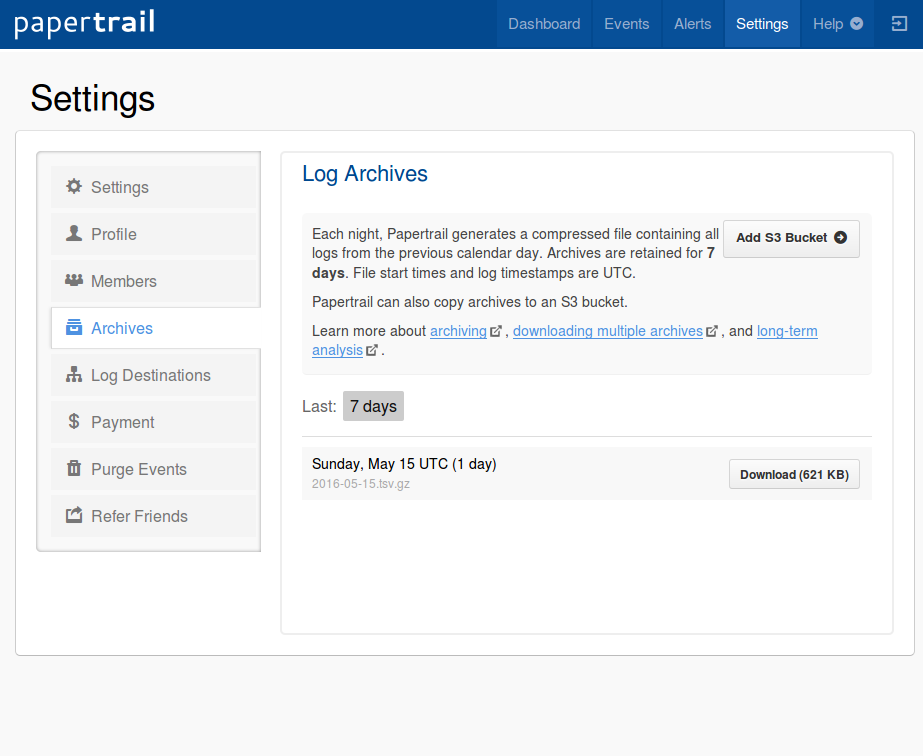 papertrail
Dashboard
Events
Alerts
Settings
Help
Settings
Settings
Profile
Members
Archives
Log Destinations
Payment
Purge Events
Refer Friends
Log Archives
Each night, Papertrail generates a compressed file containing all
logs from the previous calendar day. Archives are retained for 7
days. File start times and log timestamps are UTC.
Add S3 Bucket
Papertrail can also copy archives to an S3 bucket.
Learn more about archiving , downloading multiple archives , and long-term
analysis .
Last: 7 days
Sunday, May 15 UTC (1 day)
2016-05-15.tsv.gz
Download (621 KB)